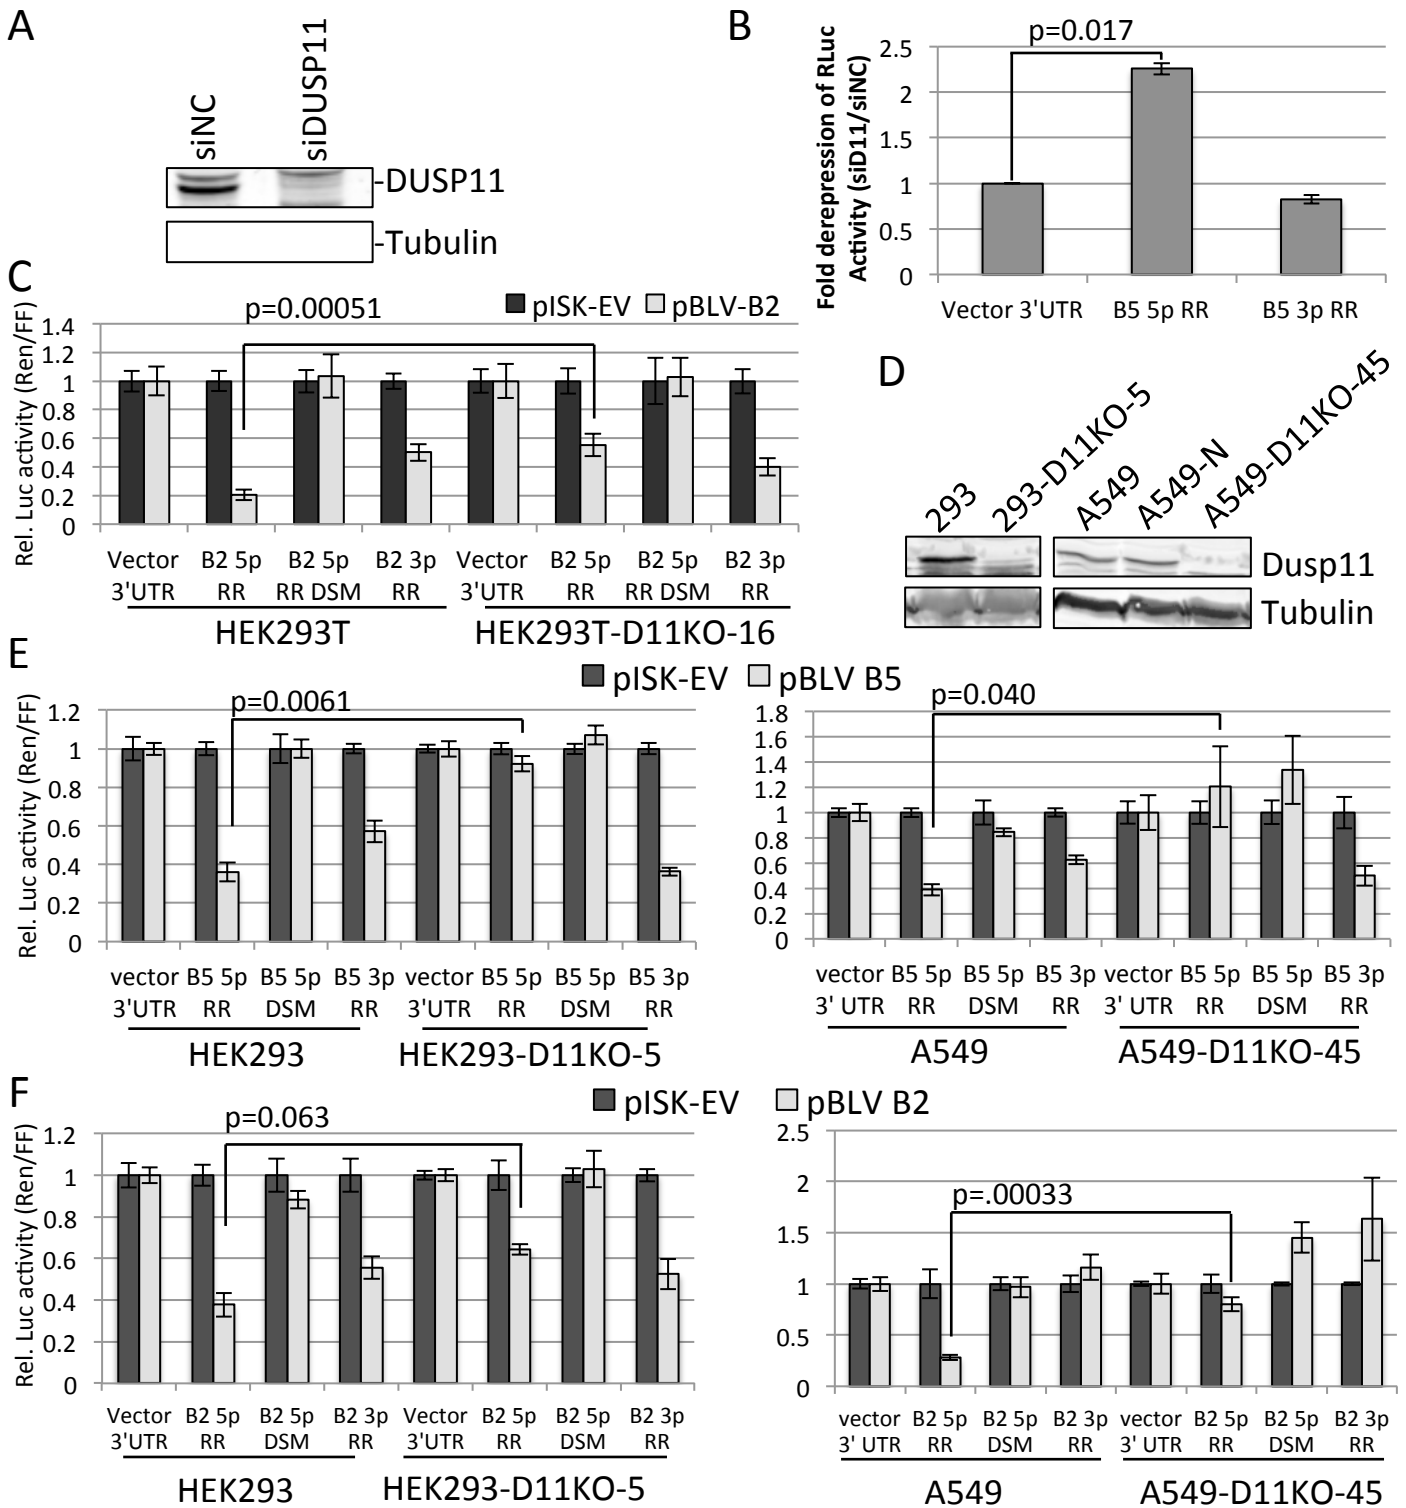 A
siNC
siDUSP11
-DUSP11
-Tubulin
B
p=0.017
Fold derepression of RLuc
Activity (siD11/siNC)
2.5
2
1.5
1
0.5
0
Vector 3'UTR B5 5p RR B5 3p RR
C
p=0.00051
pISK-EV pBLV-B2
Rel. Luc activity (Ren/FF)
1.4
1.2
1
0.8
0.6
0.4
0.2
0
Vector B2 5p B2 5p B2 3p Vector B2 5p B2 5p B2 3p
3'UTR RR RR DSM RR 3'UTR RR RR DSM RR
HEK293T HEK293T-D11KO-16
D
293
293-D11KO-5
A549
A549-N
A549-D11KO-45
Dusp11
Tubulin
E
pISK-EV pBLV B5
p=0.0061
Rel. Luc activity (Ren/FF)
1.2
1
0.8
0.6
0.4
0.2
0
vector B5 5p B5 5p B5 3p vector B5 5p B5 5p B5 3p
3'UTR RR DSM RR 3'UTR RR DSM RR
HEK293 HEK293-D11KO-5
p=0.040
1.8
1.6
1.4
1.2
1
0.8
0.6
0.4
0.2
0
vector B5 5p B5 5p B5 3p vector B5 5p B5 5p B5 3p
3' UTR RR DSM RR 3' UTR RR DSM RR
A549 A549-D11KO-45
F
pISK-EV pBLV B2
p=0.063
Rel. Luc activity (Ren/FF)
1.2
1
0.8
0.6
0.4
0.2
0
Vector B2 5p B2 5p B2 3p Vector B2 5p B2 5p B2 3p
3'UTR RR DSM RR 3'UTR RR DSM RR
HEK293 HEK293-D11KO-5
p=.00033
2.5
2
1.5
1
0.5
0
vector B2 5p B2 5p B2 3p vector B2 5p B2 5p B2 3p
3' UTR RR DSM RR 3' UTR RR DSM RR
A549 A549-D11KO-45